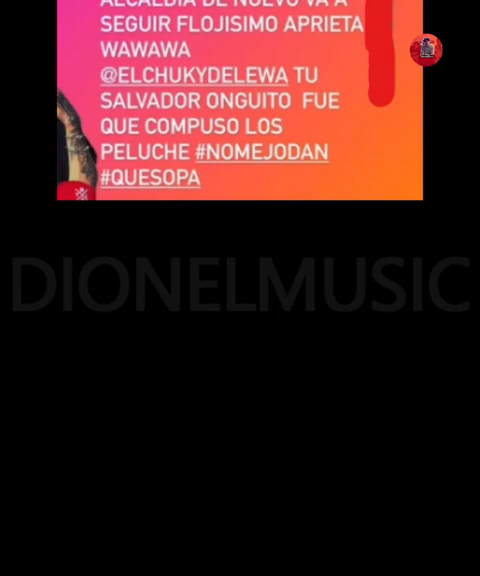 ALCALDIA DE NUEVO VA A
SEGUIR FLOJISIMO APRIETA
WAWAWA
@ELCHUKYDELEWA TU
SALVADOR ONGUITO FUE
QUE COMPUSO LOS
PELUCHE #NOMEJODAN
#QUESOPA
DIONELMUSIC